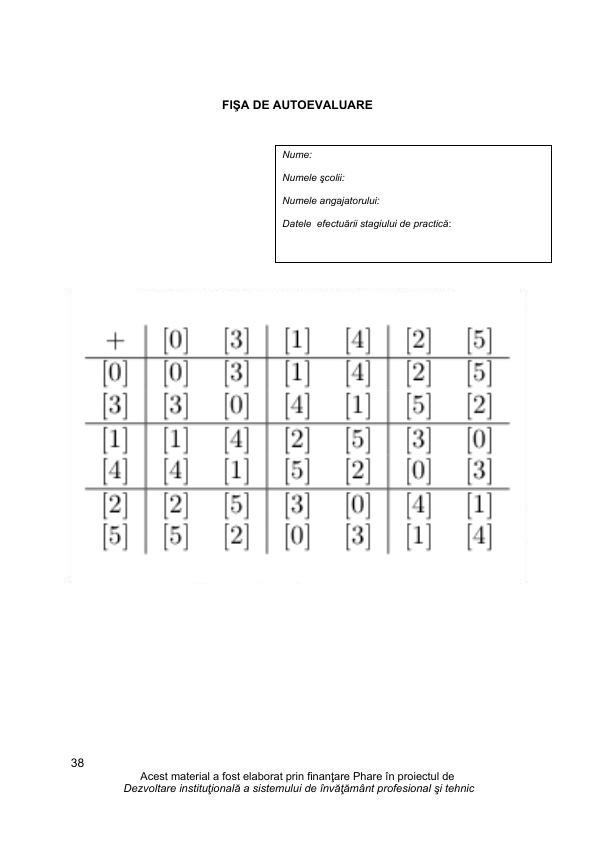 FIŞA DE AUTOEVALUARE
Nume:
Numele şcolii:
Numele angajatorului:
Datele efectuării stagiului de practică:
+ [0] [3] [1] [4] [2] [5]
[0] [0] [3] [1] [4] [2] [5]
[3] [3] [0] [4] [1] [5] [2]
[1] [1] [4] [2] [5] [3] [0]
[4] [4] [1] [5] [2] [0] [3]
[2] [2] [5] [3] [0] [4] [1]
[5] [5] [2] [0] [3] [1] [4]
38
Acest material a fost elaborat prin finanţare Phare în proiectul de
Dezvoltare instituţională a sistemului de învăţământ profesional şi tehnic